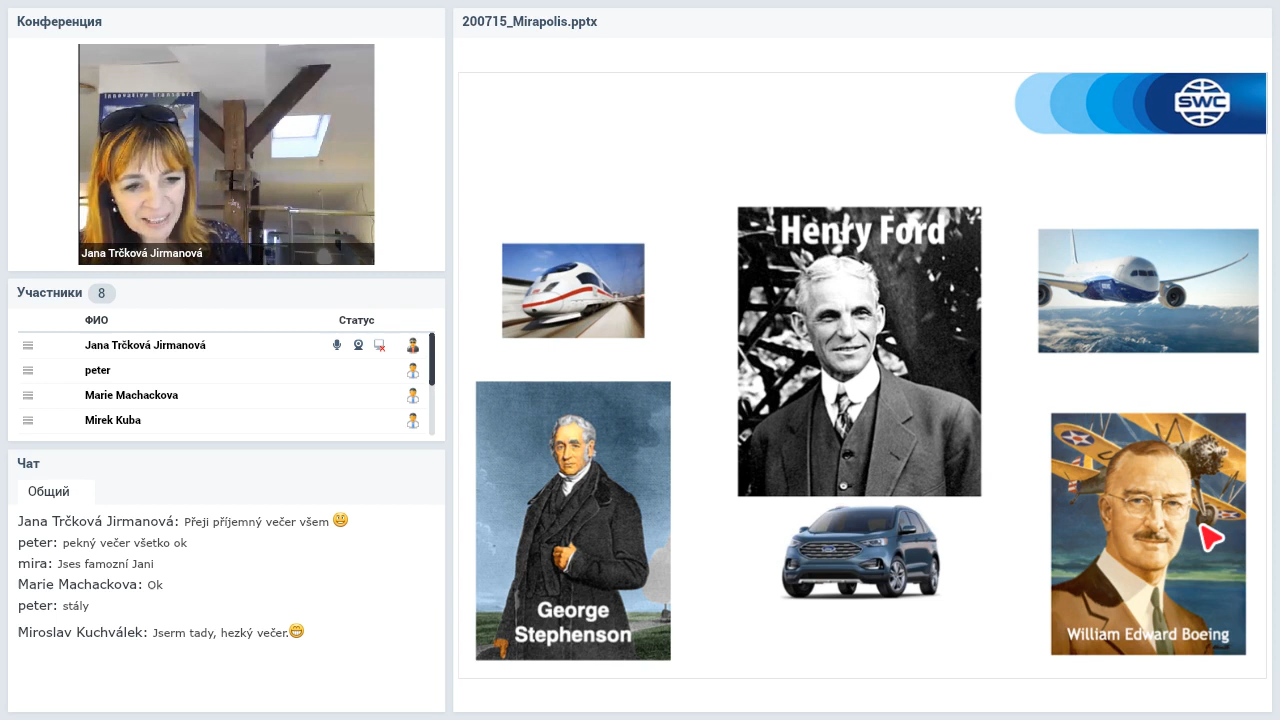 Конференция
Innovative Transport
Jana Trčková Jirmanová
Участники 8
ФИО Статус
Jana Trčková Jirmanová
peter
Marie Machackova
Mirek Kuba
Чат
Общий
Jana Trčková Jirmanová: Přeji příjemný večer všem
peter: pekný večer všetko ok
mira: Jses famozní Jani
Marie Machackova: Ok
peter: stály
Miroslav Kuchválek: Jserm tady, hezký večer.
200715_Mirapolis.pptx
SWC
Henry Ford
George
Stephenson
William Edward Boeing